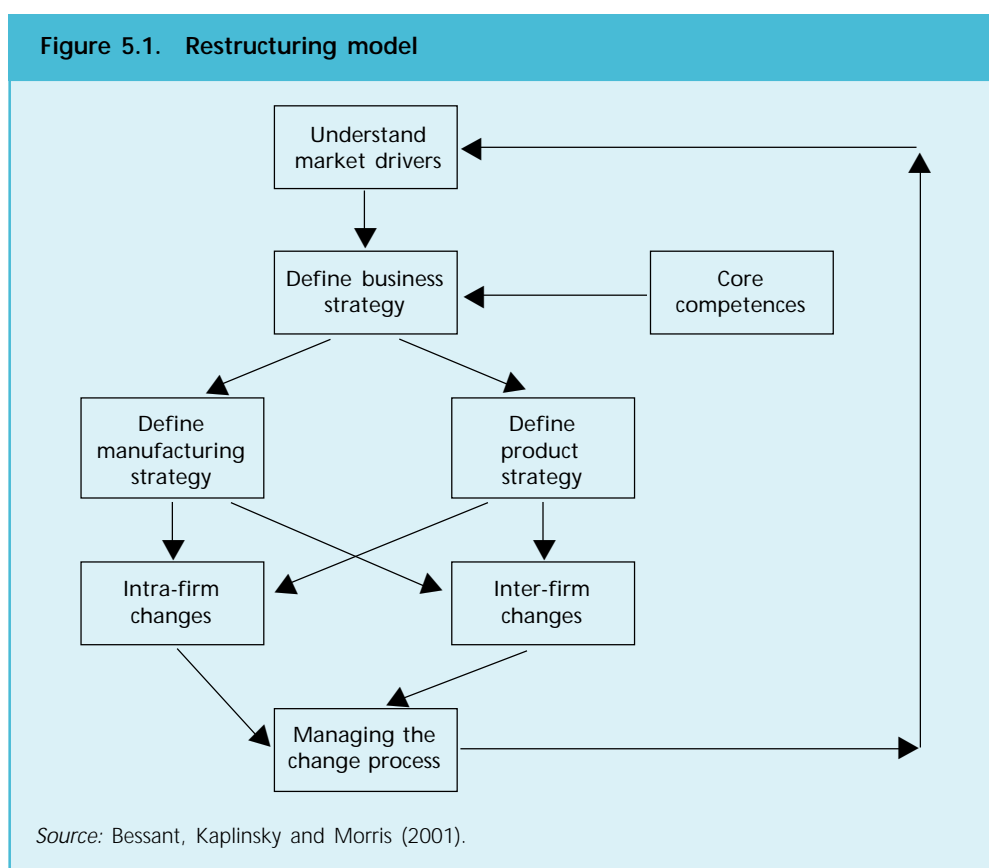 Figure 5.1. Restructuring model
Understand
market drivers
Define business
strategy
Core
competences
Define
manufacturing
strategy
Define
product
strategy
Intra-firm
changes
Inter-firm
changes
Managing the
change process
Source: Bessant, Kaplinsky and Morris (2001).